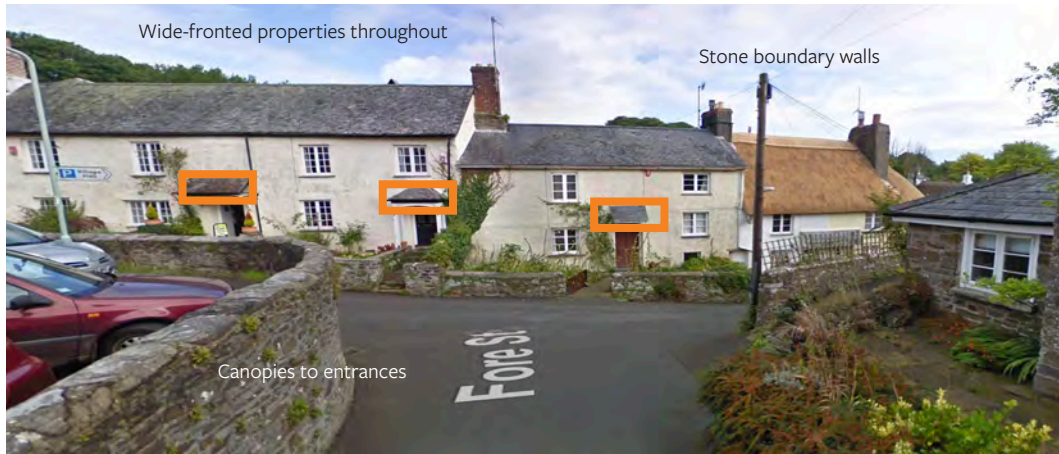 Wide-fronted properties throughout
Stone boundary walls
P
Canopies to entrances
Fore St